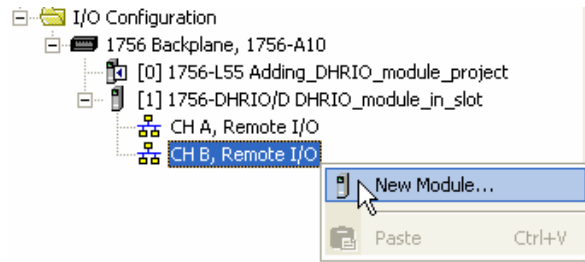 I/O Configuration
1756 Backplane, 1756-A10
[0] 1756-L55 Adding_DHRIO_module_project
[1] 1756-DHRIO/D DHRIO_module_in_slot
CH A, Remote I/O
CH B, Remote I/O
New Module...
Paste Ctrl+V